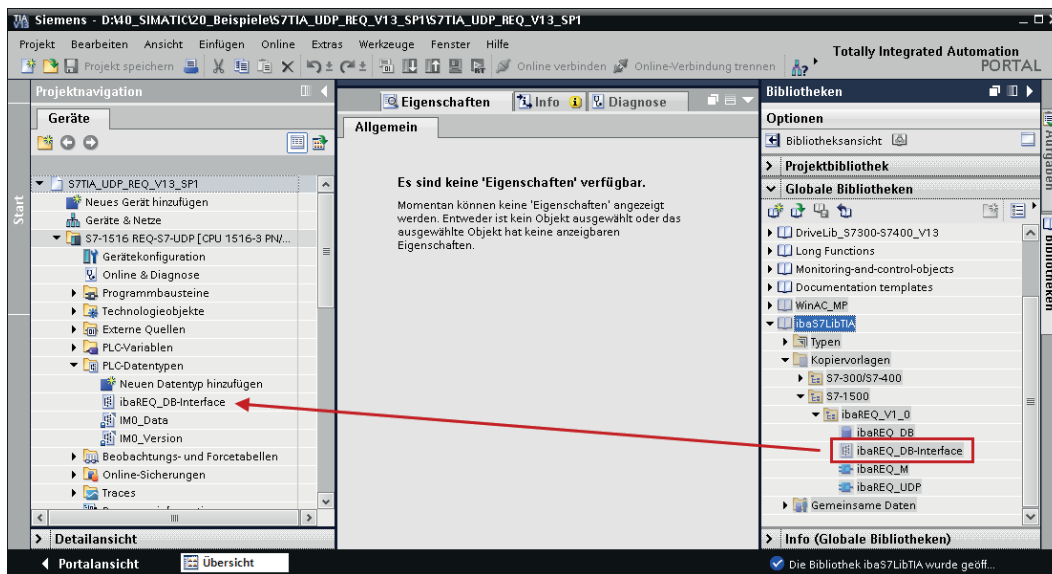 Siemens - D:\40_SIMATIC\20_Beispiele\S7TIA_UDP_REQ_V13_SP1\S7TIA_UDP_REQ_V13_SP1
Projekt Bearbeiten Ansicht Einfügen Online Extras Werkzeuge Fenster Hilfe
Totally Integrated Automation
PORTAL
Projekt speichern Online verbinden Online-Verbindung trennen
Projektnavigation
Geräte
S7TIA_UDP_REQ_V13_SP1
Neues Gerät hinzufügen
Geräte & Netze
S7-1516 REQ-S7-UDP [CPU 1516-3 PN/...
Gerätekonfiguration
Online & Diagnose
Programmbausteine
Technologieobjekte
Externe Quellen
PLC-Variablen
PLC-Datentypen
Neuen Datentyp hinzufügen
ibaREQ_DB-Interface
IM0_Data
IM0_Version
Beobachtungs- und Forcetabellen
Online-Sicherungen
Traces
Detailansicht
Start
Eigenschaften Info Diagnose
Allgemein
Es sind keine 'Eigenschaften' verfügbar.
Momentan können keine 'Eigenschaften' angezeigt
werden. Entweder ist kein Objekt ausgewählt oder das
ausgewählte Objekt hat keine anzeigbaren
Eigenschaften.
Bibliotheken
Optionen
Bibliotheksansicht
Projektbibliothek
Globale Bibliotheken
DriveLib_S7300-S7400_V13
Long Functions
Monitoring-and-control-objects
Documentation templates
WinAC_MP
ibaS7LibTIA
Typen
Kopiervorlagen
S7-300/S7-400
S7-1500
ibaREQ_V1_0
ibaREQ_DB
ibaREQ_DB-Interface
ibaREQ_M
ibaREQ_UDP
Gemeinsame Daten
Info (Globale Bibliotheken)
Aufgaben
Bibliotheken
Portalansicht Übersicht
Die Bibliothek ibaS7LibTIA wurde geöff...